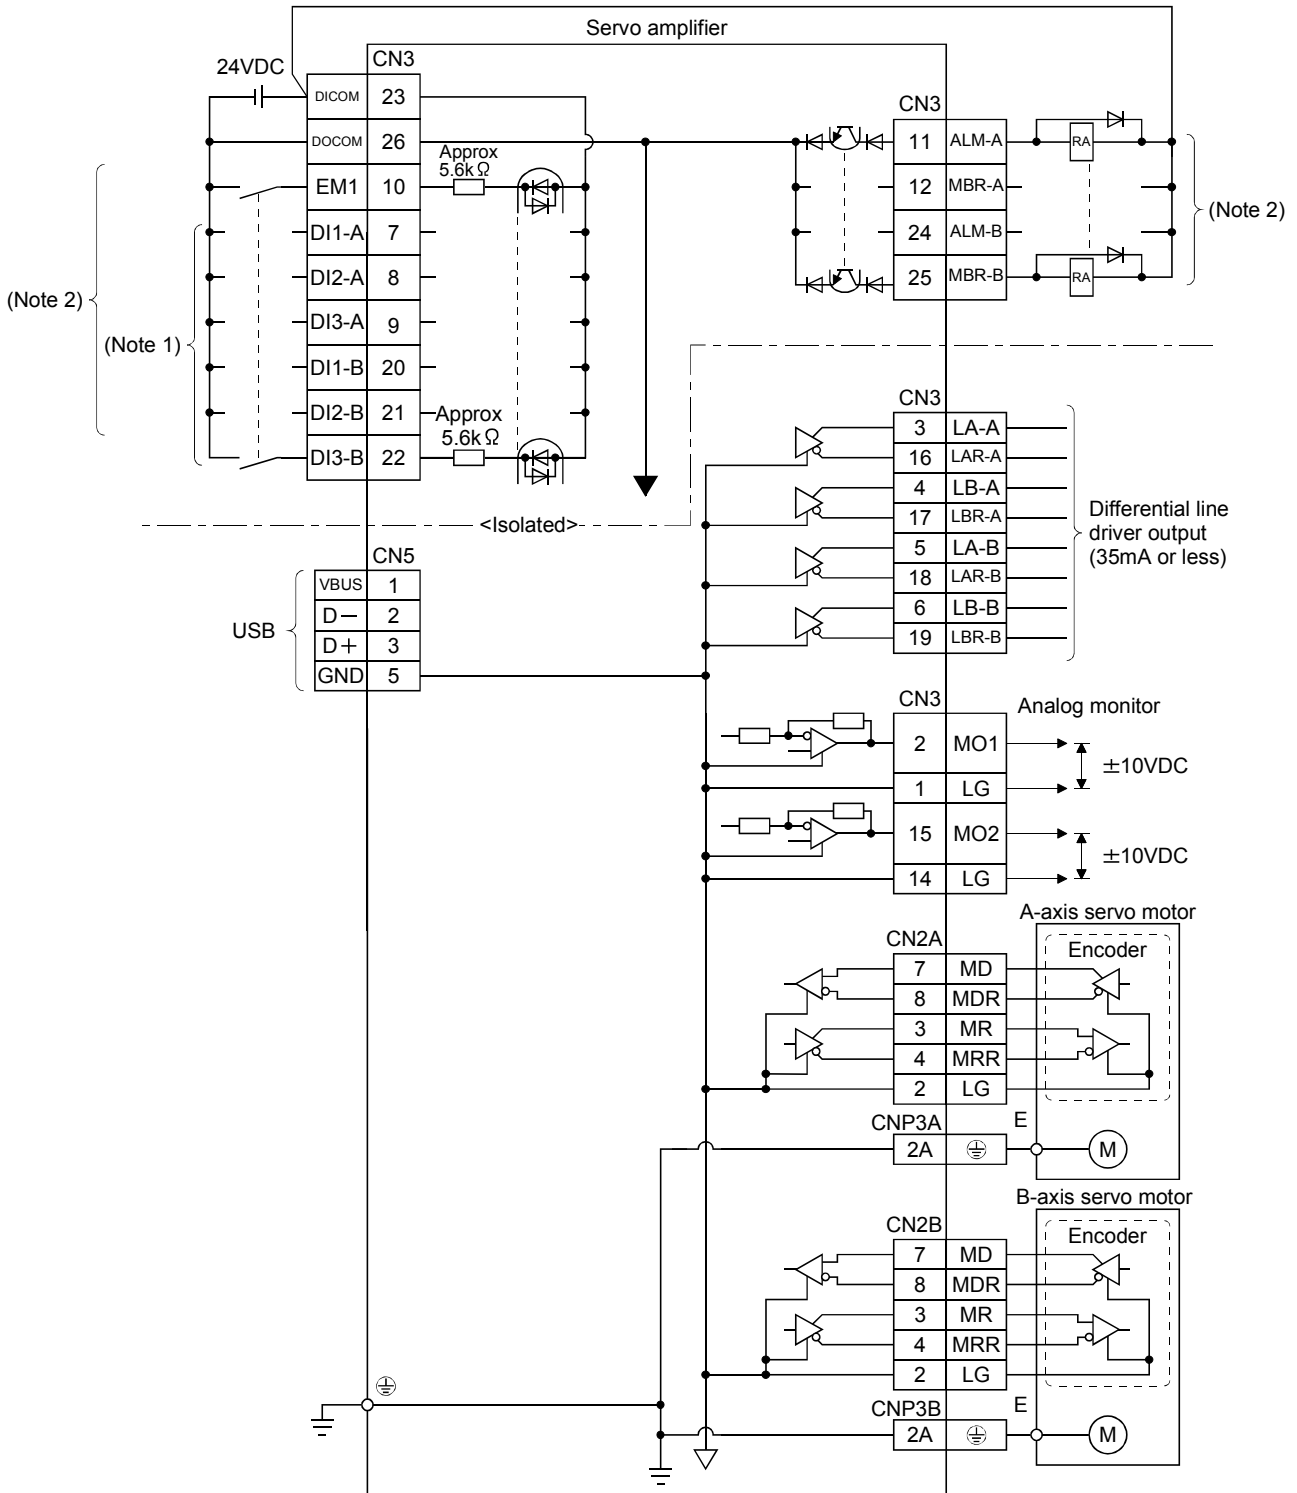 Servo amplifier
24VDC
CN3
DICOM 23
DOCOM 26
EM1 10
DI1-A 7
DI2-A 8
DI3-A 9
DI1-B 20
DI2-B 21
DI3-B 22
Approx
5.6kΩ
Approx
5.6kΩ
(Note 2)
(Note 1)
CN3
11 ALM-A
12 MBR-A
24 ALM-B
25 MBR-B
RA
RA
(Note 2)
<Isolated>
CN5
VBUS 1
D− 2
D+ 3
GND 5
USB
CN3
3 LA-A
16 LAR-A
4 LB-A
17 LBR-A
5 LA-B
18 LAR-B
6 LB-B
19 LBR-B
Differential line
driver output
(35mA or less)
CN3
Analog monitor
2 MO1
1 LG
±10VDC
15 MO2
14 LG
±10VDC
A-axis servo motor
CN2A
Encoder
7 MD
8 MDR
3 MR
4 MRR
2 LG
CNP3A
E
2A
M
B-axis servo motor
CN2B
Encoder
7 MD
8 MDR
3 MR
4 MRR
2 LG
CNP3B
E
2A
M